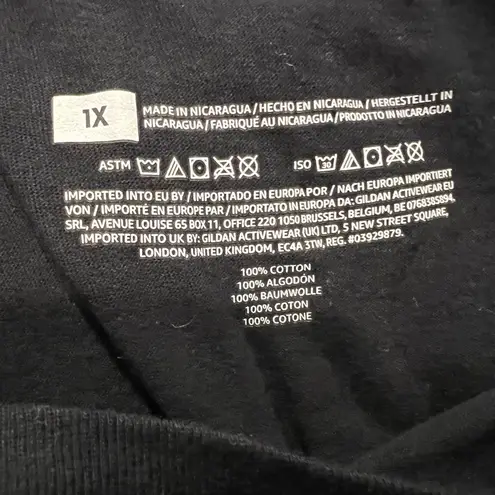 1X
MADE IN NICARAGUA / HECHO EN NICARAGUA / HERGESTELLT IN
NICARAGUA / FABRIQUÉ AU NICARAGUA / PRODOTTO IN NICARAGUA
ASTM ISO 30
IMPORTED INTO EU BY / IMPORTADO EN EUROPA POR / NACH EUROPA IMPORTIERT
VON / IMPORTÉ EN EUROPE PAR / IMPORTATO IN EUROPA DA: GILDAN ACTIVEWEAR EU
SRL, AVENUE LOUISE 65 BOX 11, OFFICE 220 1050 BRUSSELS, BELGIUM, BE 0768385894.
IMPORTED INTO UK BY: GILDAN ACTIVEWEAR (UK) LTD, 5 NEW STREET SQUARE,
LONDON, UNITED KINGDOM, EC4A 3TW, REG. #03929879.
100% COTTON
100% ALGODÓN
100% BAUMWOLLE
100% COTON
100% COTONE